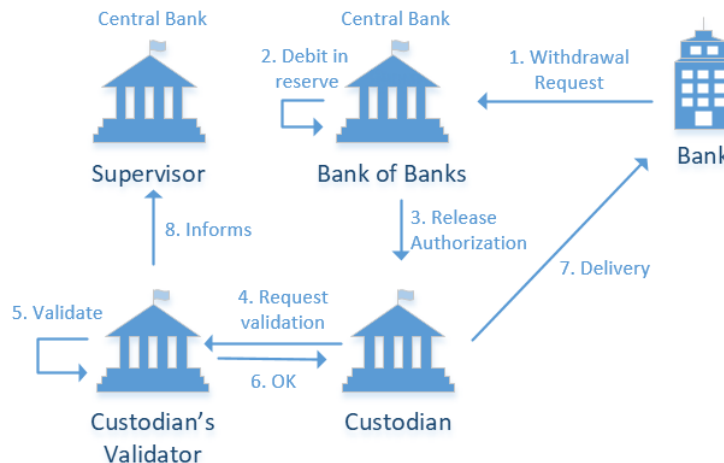 Central Bank
Central Bank
2. Debit in
reserve
1. Withdrawal
Request
Supervisor
Bank of Banks
Bank
8. Informs
3. Release
Authorization
7. Delivery
5. Validate
4. Request
validation
6. OK
Custodian's
Validator
Custodian